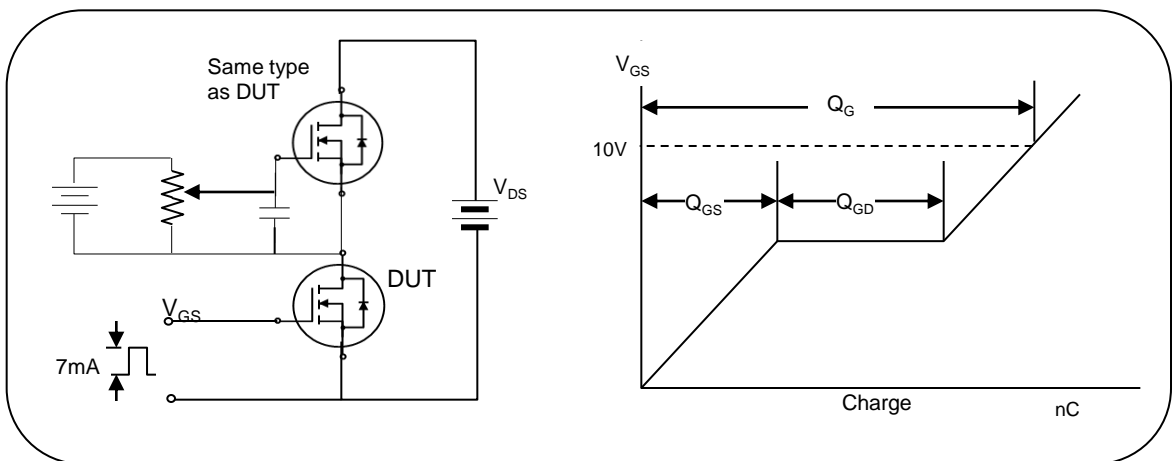 Same type
as DUT
V_DS
DUT
V_GS
7mA
V_GS
Q_G
10V
Q_GS
Q_GD
Charge
nC